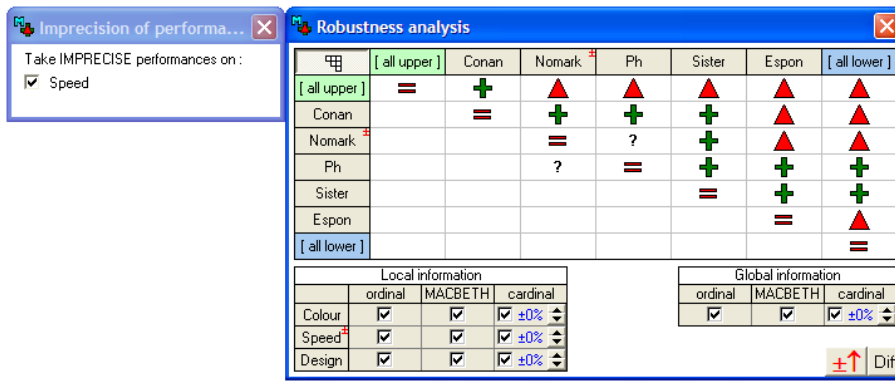 Imprecision of performa...
Take IMPRECISE performances on :
Speed
Robustness analysis
[ all upper ] Conan Nomark ± Ph Sister Espon [ all lower ]
[ all upper ] = +
Conan = + + +
Nomark ± = ? +
Ph ? = + + +
Sister = + +
Espon =
[ all lower ] =
Local information
ordinal MACBETH cardinal
Colour ±0%
Speed ± ±0%
Design ±0%
Global information
ordinal MACBETH cardinal
±0%
±↑ Dif